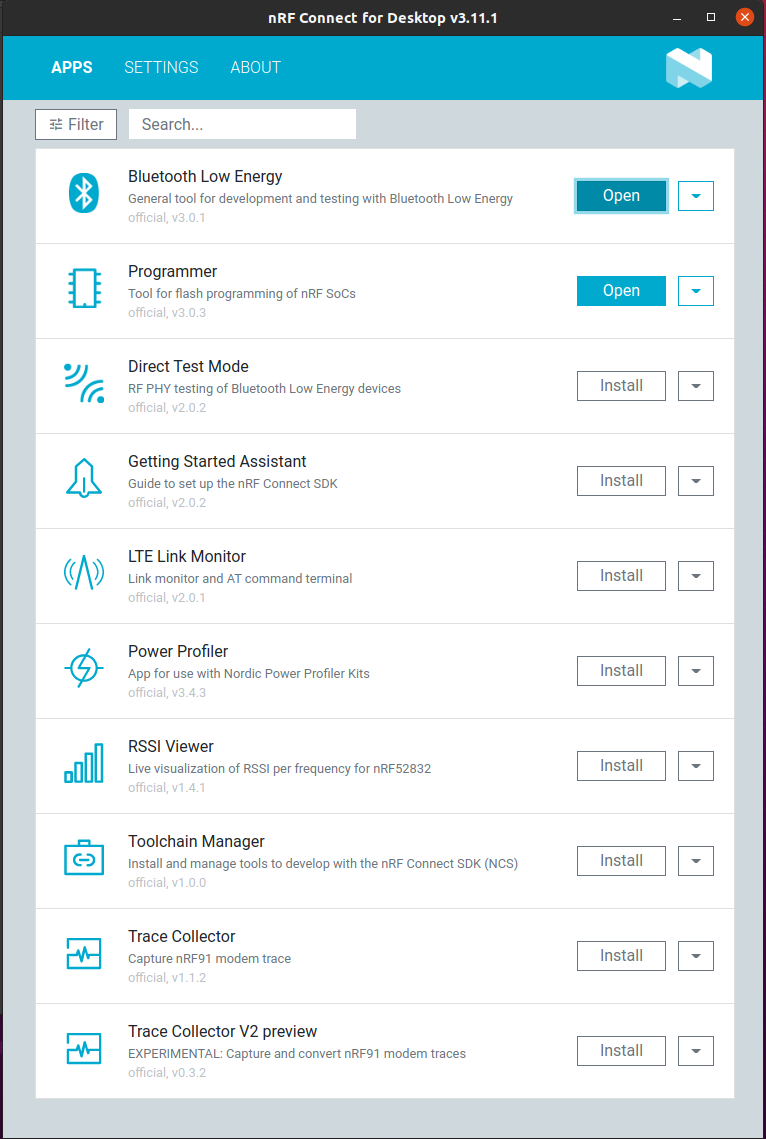 nRF Connect for Desktop v3.11.1
APPS SETTINGS ABOUT
Filter Search...
Bluetooth Low Energy
General tool for development and testing with Bluetooth Low Energy
official, v3.0.1
Open
Programmer
Tool for flash programming of nRF SoCs
official, v3.0.3
Open
Direct Test Mode
RF PHY testing of Bluetooth Low Energy devices
official, v2.0.2
Install
Getting Started Assistant
Guide to set up the nRF Connect SDK
official, v2.0.2
Install
LTE Link Monitor
Link monitor and AT command terminal
official, v2.0.1
Install
Power Profiler
App for use with Nordic Power Profiler Kits
official, v3.4.3
Install
RSSI Viewer
Live visualization of RSSI per frequency for nRF52832
official, v1.4.1
Install
Toolchain Manager
Install and manage tools to develop with the nRF Connect SDK (NCS)
official, v1.0.0
Install
Trace Collector
Capture nRF91 modem trace
official, v1.1.2
Install
Trace Collector V2 preview
EXPERIMENTAL: Capture and convert nRF91 modem traces
official, v0.3.2
Install